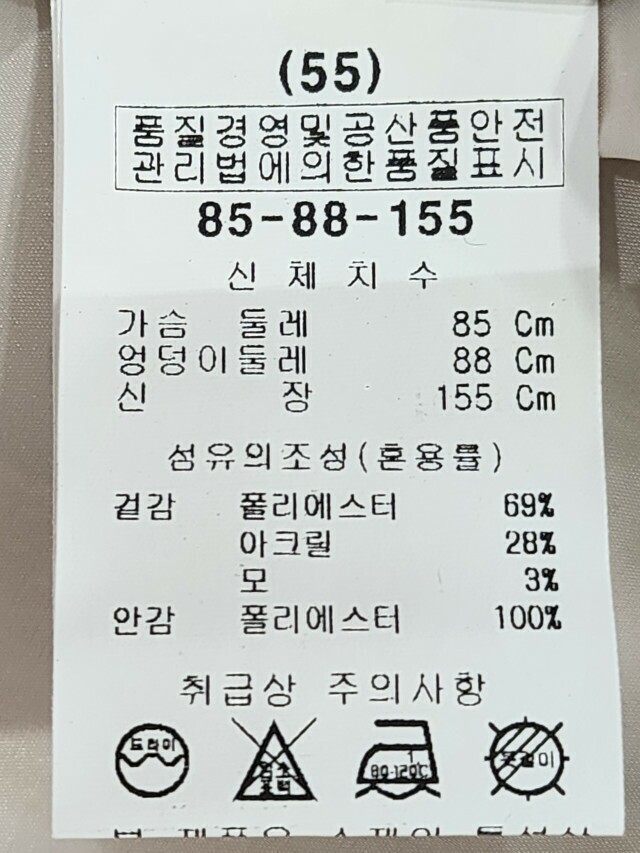 (55)
품질경영및공산품안전
관리법에의한품질표시
85-88-155
신 체 치 수
가슴 둘레 85 Cm
엉덩이둘레 88 Cm
신 장 155 Cm
섬유의조성(혼용률)
겉감 폴리에스터 69%
아크릴 28%
모 3%
안감 폴리에스터 100%
취급상 주의사항
드라이
80-120℃